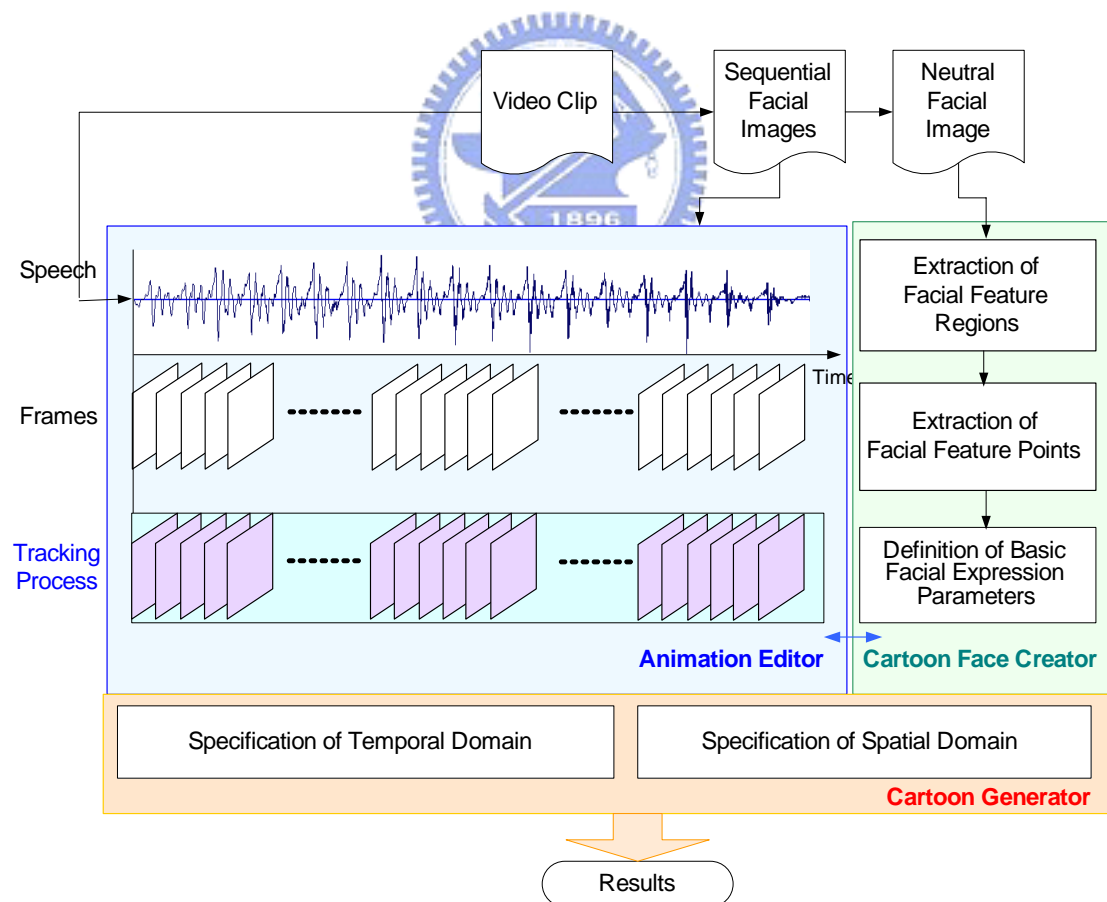 Video Clip
Sequential
Facial
Images
Neutral
Facial
Image
1896
Speech
Time
Frames
Tracking
Process
Animation Editor
Extraction of
Facial Feature
Regions
Extraction of
Facial Feature Points
Definition of Basic
Facial Expression
Parameters
Cartoon Face Creator
Specification of Temporal Domain
Specification of Spatial Domain
Cartoon Generator
Results